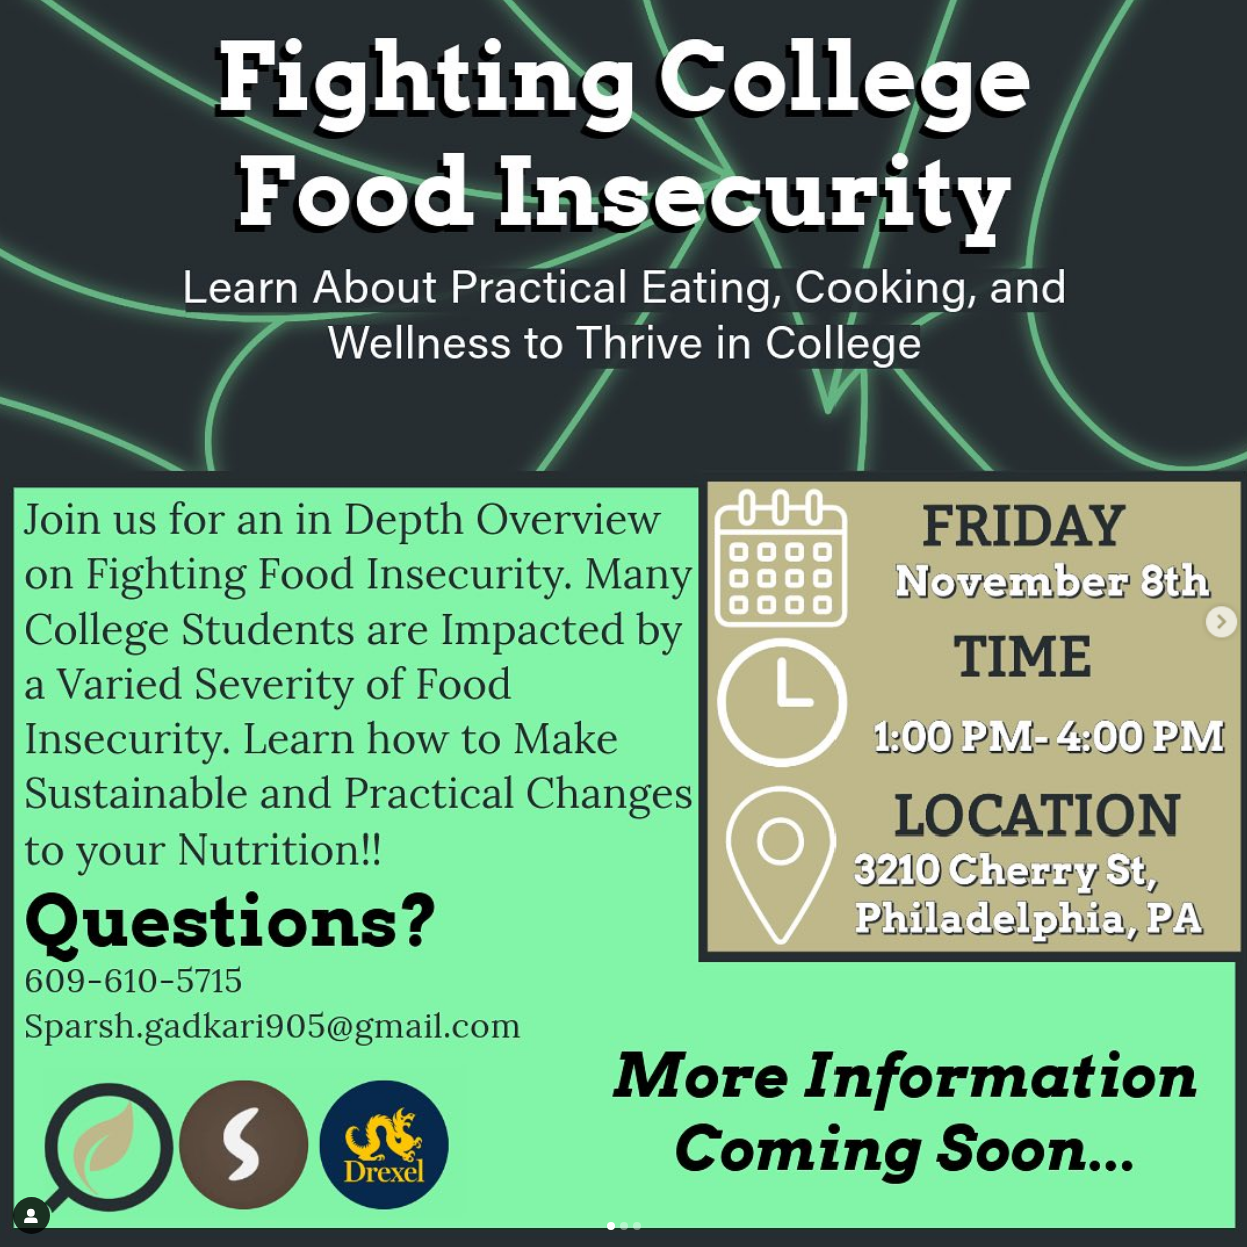 Fighting College
Food Insecurity
Learn About Practical Eating, Cooking, and
Wellness to Thrive in College
Join us for an in Depth Overview
on Fighting Food Insecurity. Many
College Students are Impacted by
a Varied Severity of Food
Insecurity. Learn how to Make
Sustainable and Practical Changes
to your Nutrition!!
Questions?
609-610-5715
Sparsh.gadkari905@gmail.com
FRIDAY
November 8th
TIME
1:00 PM- 4:00 PM
LOCATION
3210 Cherry St,
Philadelphia, PA
More Information
Coming Soon...
S
Drexel